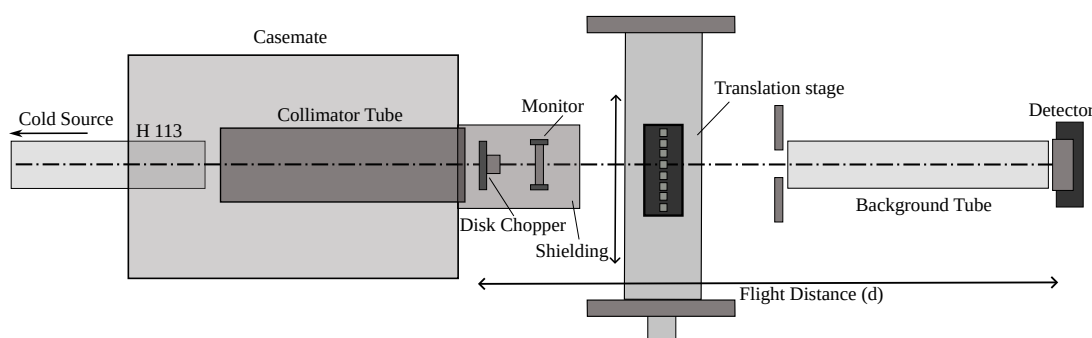 Casemate
Cold Source
H 113
Collimator Tube
Monitor
Translation stage
Detector
Disk Chopper
Shielding
Background Tube
Flight Distance (d)